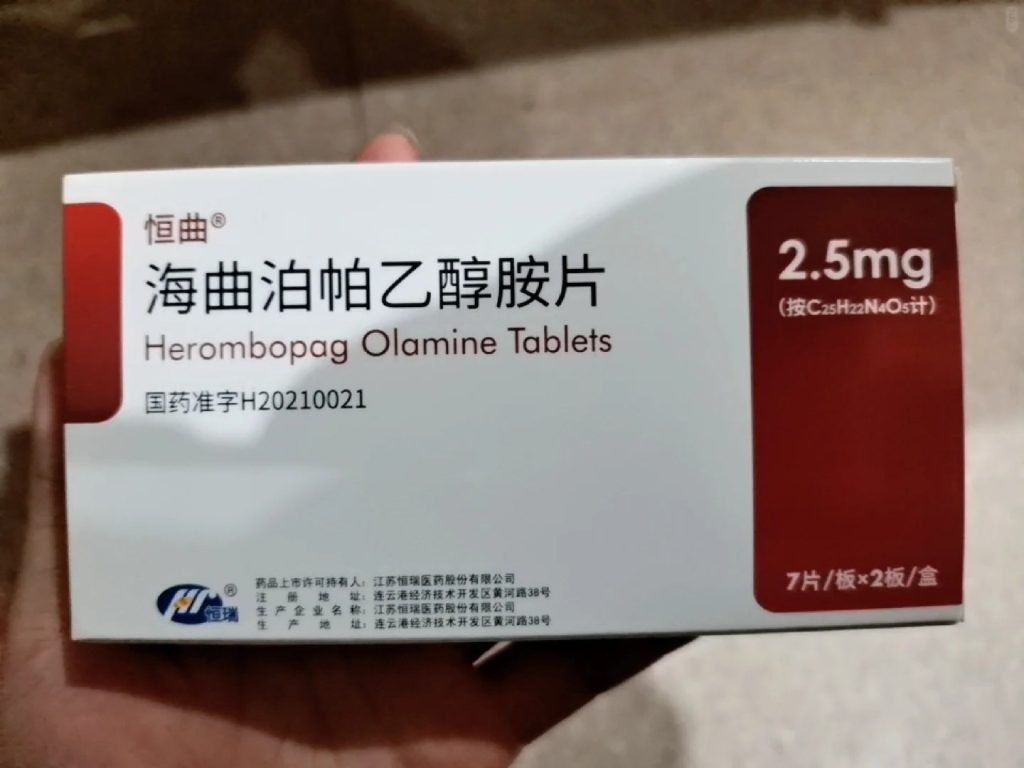 恒曲®
海曲泊帕乙醇胺片
Herombopag Olamine Tablets
国药准字H20210021
2.5mg
(按C25H22N4O5计)
7片/板×2板/盒
HR®
恒瑞
药品上市许可持有人：江苏恒瑞医药股份有限公司
注册地址：连云港经济技术开发区黄河路38号
生产企业名称：江苏恒瑞医药股份有限公司
生产地址：连云港经济技术开发区黄河路38号